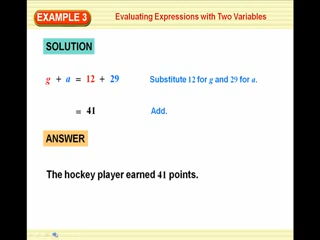 EXAMPLE 3 Evaluating Expressions with Two Variables
SOLUTION
g + a = 12 + 29 Substitute 12 for g and 29 for a.
= 41 Add.
ANSWER
The hockey player earned 41 points.